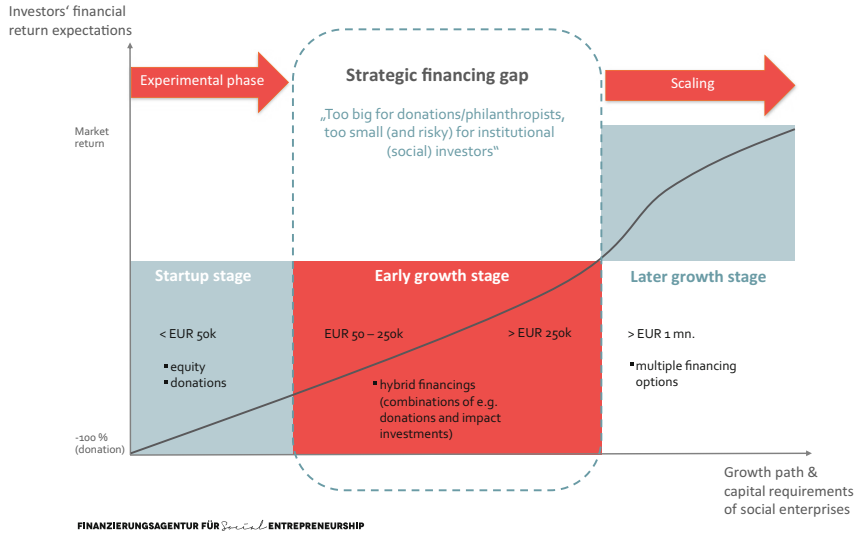 Investors' financial
return expectations
Experimental phase
Strategic financing gap
Scaling
„Too big for donations/philanthropists,
too small (and risky) for institutional
(social) investors“
Market
return
Startup stage
Early growth stage
Later growth stage
< EUR 50k
EUR 50 – 250k
> EUR 250k
> EUR 1 mn.
▪ equity
▪ donations
▪ hybrid financings
(combinations of e.g.
donations and impact
investments)
▪ multiple financing
options
-100 %
(donation)
Growth path &
capital requirements
of social enterprises
FINANZIERUNGSAGENTUR FÜR Social ENTREPRENEURSHIP